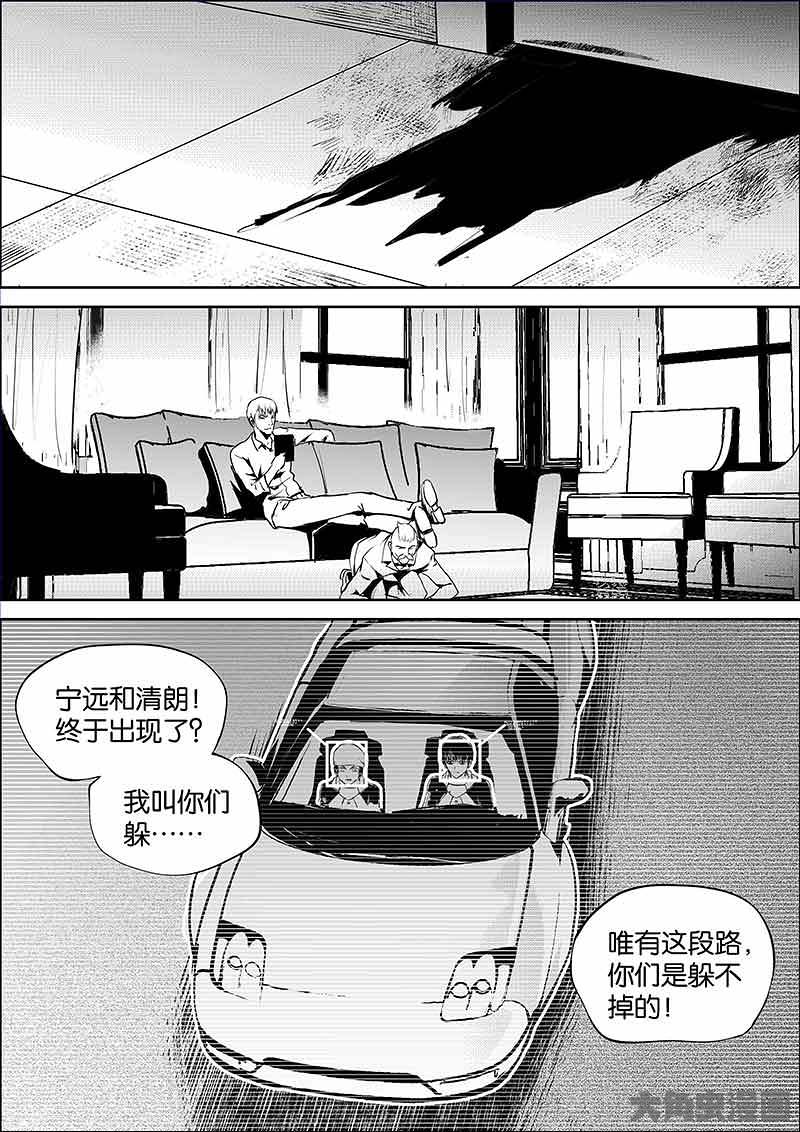 宁远和清朗！
终于出现了？
我叫你们
躲……
唯有这段路，
你们是躲不
掉的！
大角虫漫画